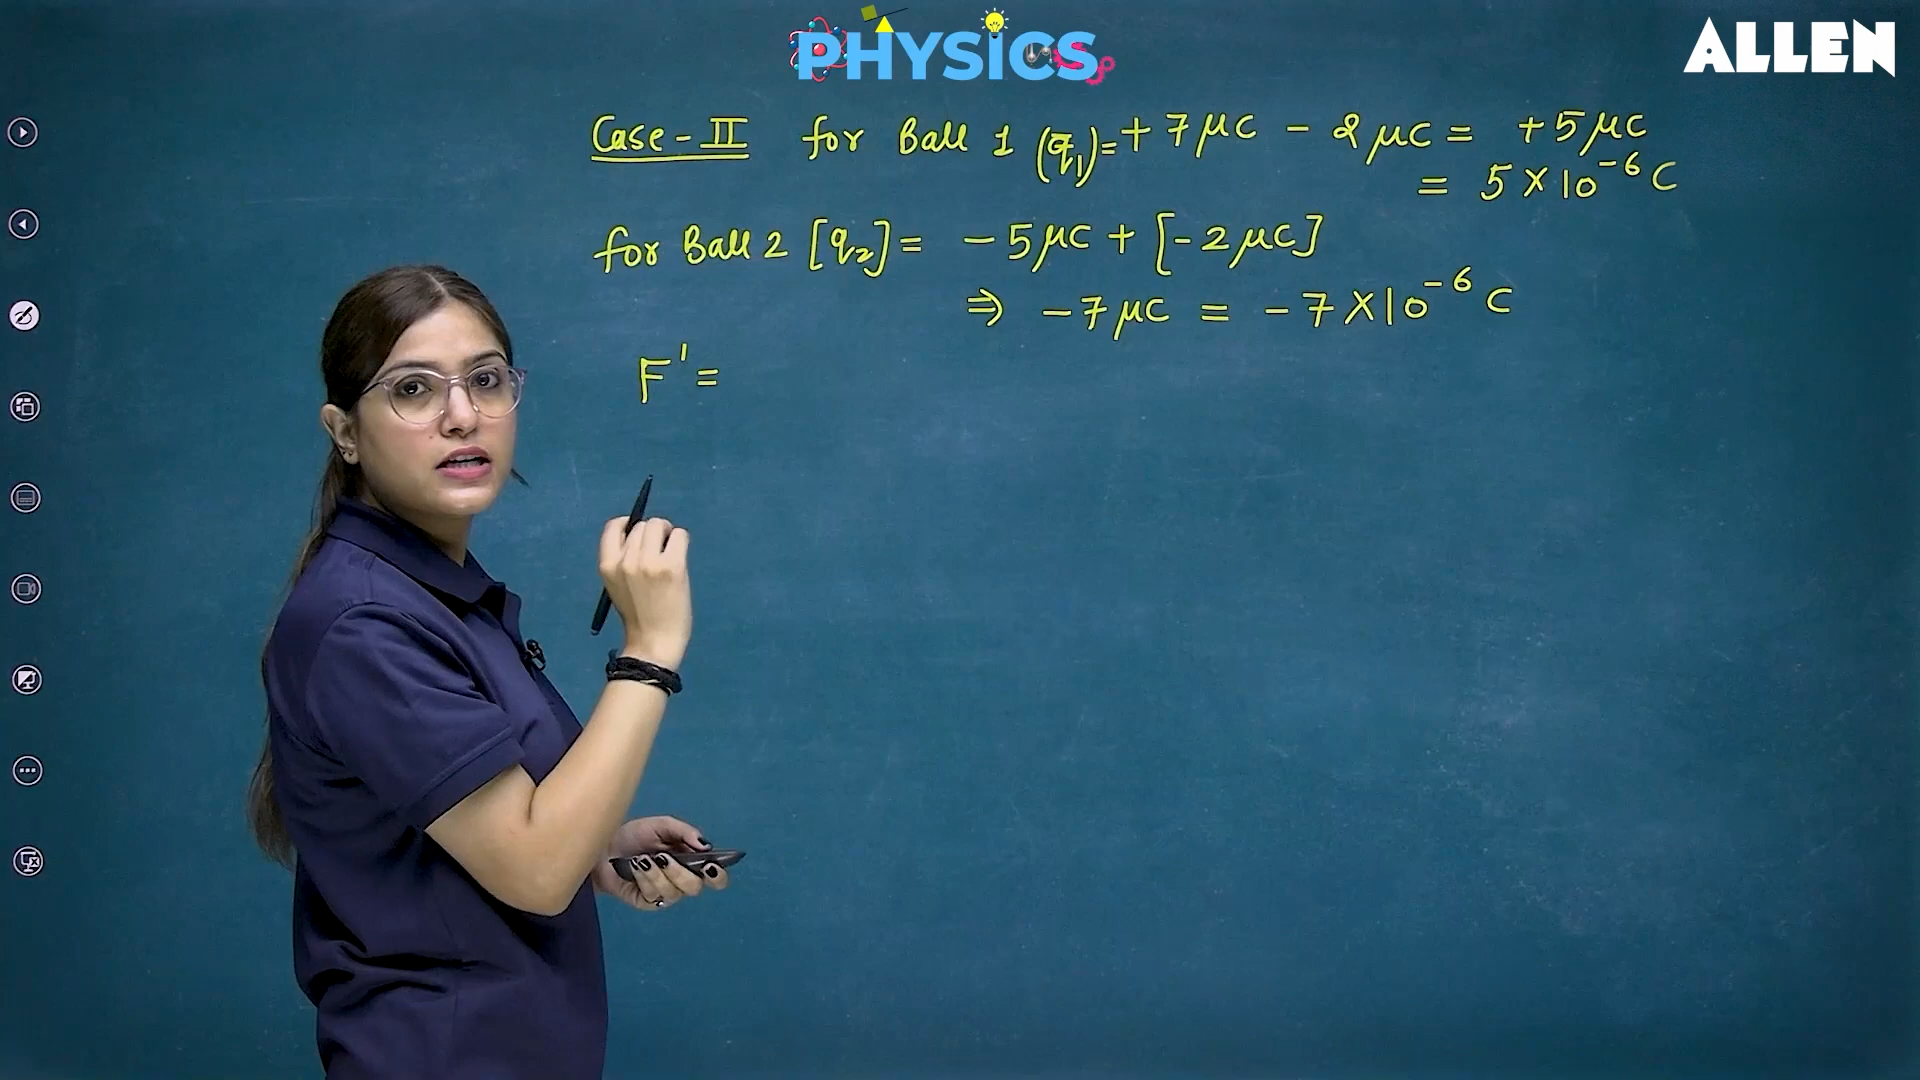 PHYSICS
ALLEN
Case - II for Ball 1 (q₁) = + 7 μC - 2 μC = + 5 μC
= 5 × 10⁻⁶ C
for Ball 2 [q₂] = - 5 μC + [- 2 μC]
⇒ - 7 μC = - 7 × 10⁻⁶ C
F' =